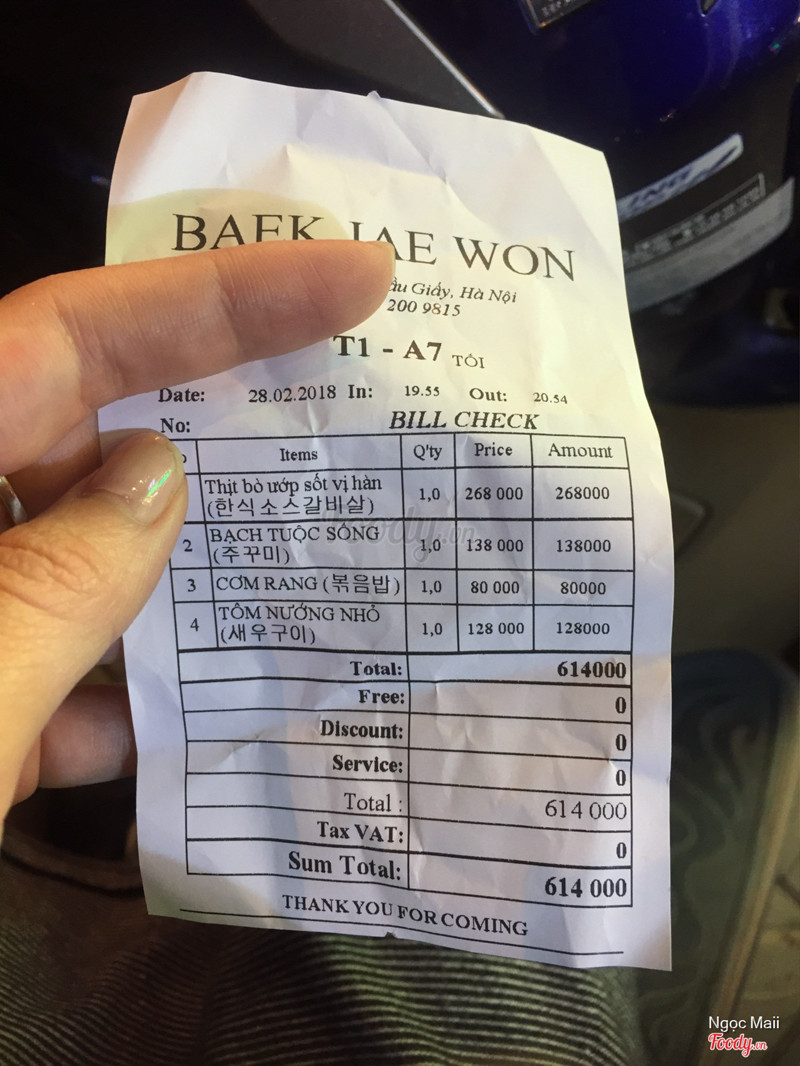 BAEK JAE WON
ầu Giấy, Hà Nội
200 9815
T1 - A7 TỐI
Date: 28.02.2018 In: 19.55 Out: 20.54
No: BILL CHECK
Items Q'ty Price Amount
Thịt bò ướp sốt vị hàn
(한식 소스갈비살) 1,0 268 000 268000
2 BẠCH TUỘC SỐNG
(주꾸미) 1,0 138 000 138000
3 CƠM RANG (볶음밥) 1,0 80 000 80000
4 TÔM NƯỚNG NHỎ
(새우구이) 1,0 128 000 128000
Total: 614000
Free: 0
Discount: 0
Service: 0
Total : 614 000
Tax VAT: 0
Sum Total: 614 000
THANK YOU FOR COMING
Foody.vn
Ngọc Maii
Foody.vn